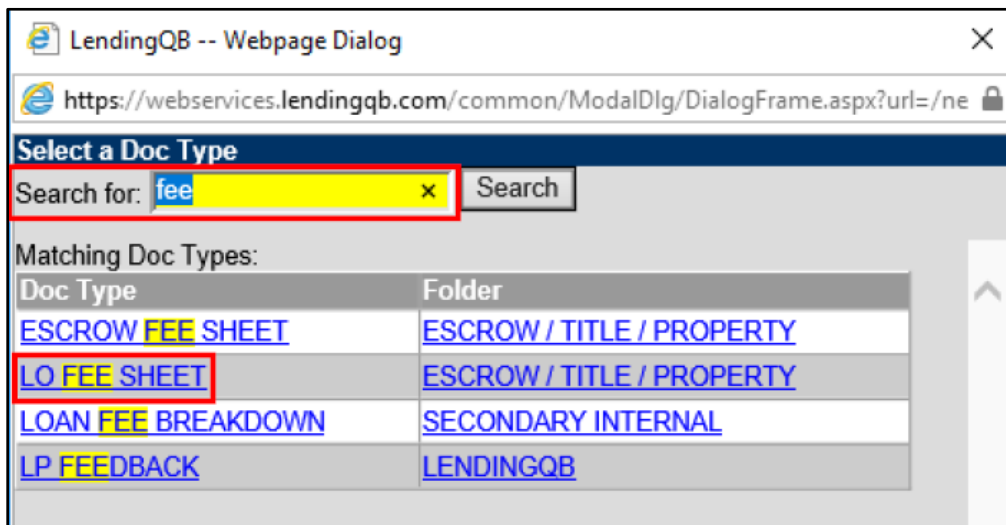 LendingQB -- Webpage Dialog
https://webservices.lendingqb.com/common/ModalDlg/DialogFrame.aspx?url=/ne
Select a Doc Type
Search for: fee × Search
Matching Doc Types:
Doc Type Folder
ESCROW FEE SHEET ESCROW / TITLE / PROPERTY
LO FEE SHEET ESCROW / TITLE / PROPERTY
LOAN FEE BREAKDOWN SECONDARY INTERNAL
LP FEEDBACK LENDINGQB